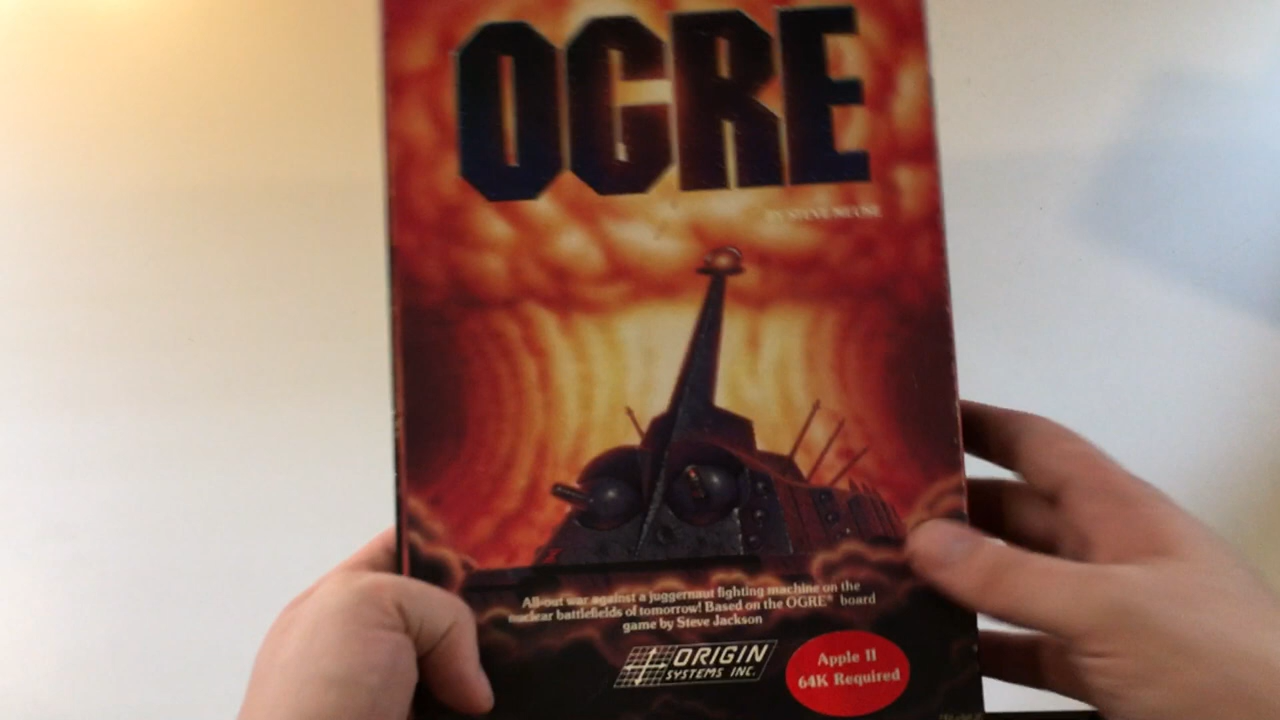 OGRE
BY STEVE MEUSE
All-out war against a juggernaut fighting machine on the
nuclear battlefields of tomorrow! Based on the OGRE® board
game by Steve Jackson
ORIGIN
SYSTEMS INC.
Apple II
64K Required